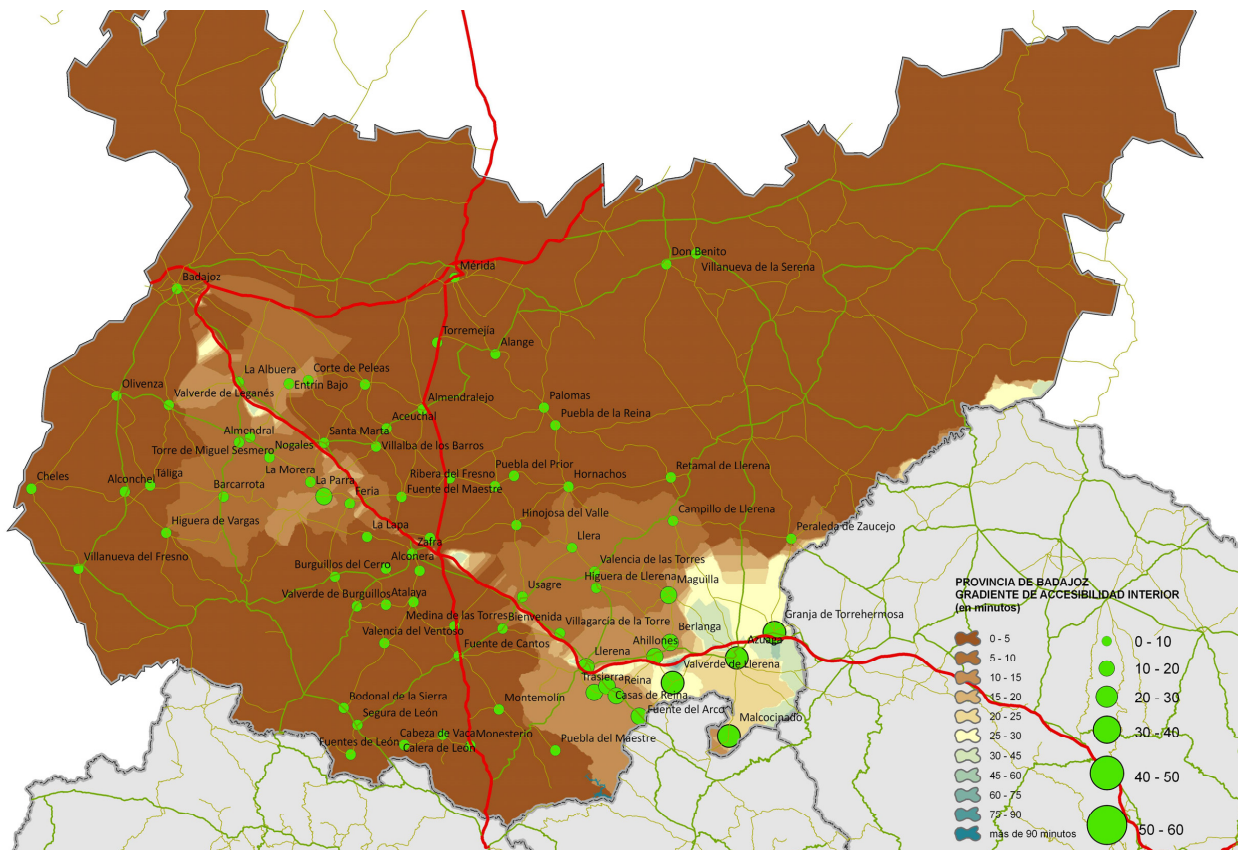 Don Benito
Villanueva de la Serena
Mérida
Badajoz
Torremejía
Alange
La Albuera
Corte de Peleas
Entrín Bajo
Olivenza
Valverde de Leganés
Almendralejo
Palomas
Puebla de la Reina
Aceuchal
Almendral
Santa Marta
Nogales
Villalba de los Barros
Torre de Miguel Sesmero
La Morera
Cheles
Alconchel
Táliga
Barcarrota
La Parra
Feria
Ribera del Fresno
Puebla del Prior
Fuente del Maestre
Hornachos
Retamal de Llerena
Higuera de Vargas
La Lapa
Hinojosa del Valle
Campillo de Llerena
Peraleda de Zaucejo
Llera
Zafra
Villanueva del Fresno
Alconera
Burguillos del Cerro
Valencia de las Torres
Higuera de Llerena
Maguilla
Usagre
Valverde de Burguillos
Atalaya
Medina de las Torres
Bienvenida
Villagarcía de la Torre
Berlanga
Granja de Torrehermosa
Valencia del Ventoso
Fuente de Cantos
Ahillones
Azuaga
Llerena
Valverde de Llerena
Trasierra
Reina
Casas de Reina
Bodonal de la Sierra
Montemolín
Fuente del Arco
Segura de León
Malcocinado
Cabeza de Vaca
Monesterio
Fuentes de León
Calera de León
Puebla del Maestre
PROVINCIA DE BADAJOZ
GRADIENTE DE ACCESIBILIDAD INTERIOR
(en minutos)
0 - 5
5 - 10
10 - 15
15 - 20
20 - 25
25 - 30
30 - 45
45 - 60
60 - 75
75 - 90
mas de 90 minutos
0 - 10
10 - 20
20 - 30
30 - 40
40 - 50
50 - 60